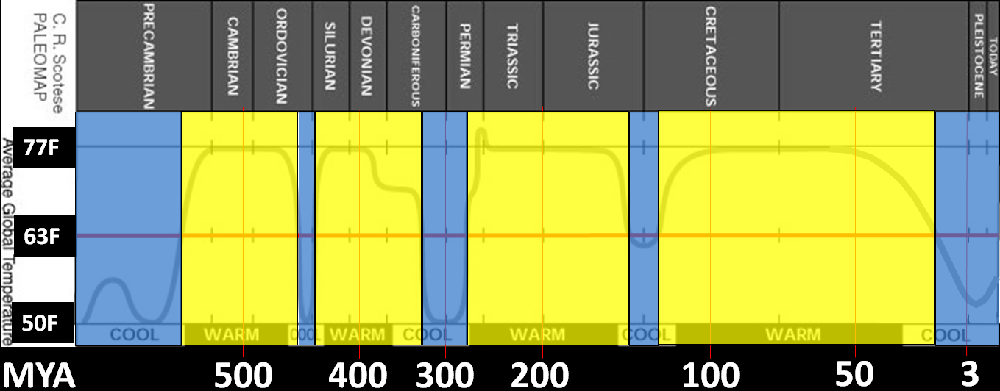 C. R. Scotese
PALEOMAP
PRECAMBRIAN
CAMBRIAN
ORDOVICIAN
SILURIAN
DEVONIAN
CARBONIFEROUS
PERMIAN
TRIASSIC
JURASSIC
CRETACEOUS
TERTIARY
PLEISTOCENE
TODAY
Average Global Temperature
77F
63F
50F
COOL
WARM
COOL
WARM
COOL
WARM
COOL
WARM
COOL
MYA
500
400
300
200
100
50
3